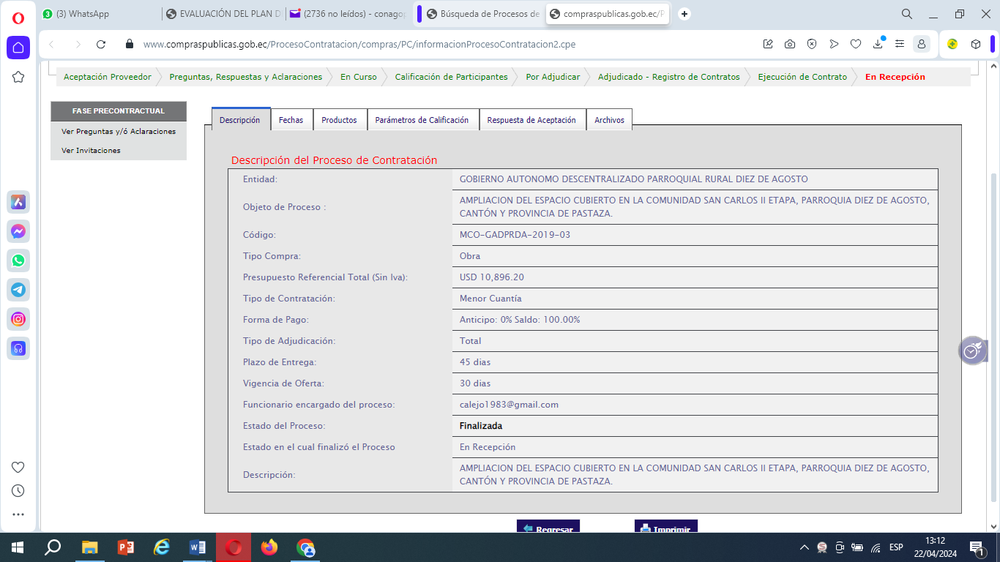 (3) WhatsApp
EVALUACIÓN DEL PLAN D
(2736 no leídos) - conagop
Búsqueda de Procesos de
compraspublicas.gob.ec/P
www.compraspublicas.gob.ec/ProcesoContratacion/compras/PC/informacionProcesoContratacion2.cpe
Aceptación Proveedor
Preguntas, Respuestas y Aclaraciones
En Curso
Calificación de Participantes
Por Adjudicar
Adjudicado - Registro de Contratos
Ejecución de Contrato
En Recepción
FASE PRECONTRACTUAL
Ver Preguntas y/ó Aclaraciones
Ver Invitaciones
Descripción
Fechas
Productos
Parámetros de Calificación
Respuesta de Aceptación
Archivos
Descripción del Proceso de Contratación
Entidad: GOBIERNO AUTONOMO DESCENTRALIZADO PARROQUIAL RURAL DIEZ DE AGOSTO
Objeto de Proceso : AMPLIACION DEL ESPACIO CUBIERTO EN LA COMUNIDAD SAN CARLOS II ETAPA, PARROQUIA DIEZ DE AGOSTO,
CANTÓN Y PROVINCIA DE PASTAZA.
Código: MCO-GADPRDA-2019-03
Tipo Compra: Obra
Presupuesto Referencial Total (Sin Iva): USD 10,896.20
Tipo de Contratación: Menor Cuantía
Forma de Pago: Anticipo: 0% Saldo: 100.00%
Tipo de Adjudicación: Total
Plazo de Entrega: 45 dias
Vigencia de Oferta: 30 dias
Funcionario encargado del proceso: calejo1983@gmail.com
Estado del Proceso: Finalizada
Estado en el cual finalizó el Proceso En Recepción
Descripción: AMPLIACION DEL ESPACIO CUBIERTO EN LA COMUNIDAD SAN CARLOS II ETAPA, PARROQUIA DIEZ DE AGOSTO,
CANTÓN Y PROVINCIA DE PASTAZA.
Regresar
Imprimir
ESP
13:12
22/04/2024
1